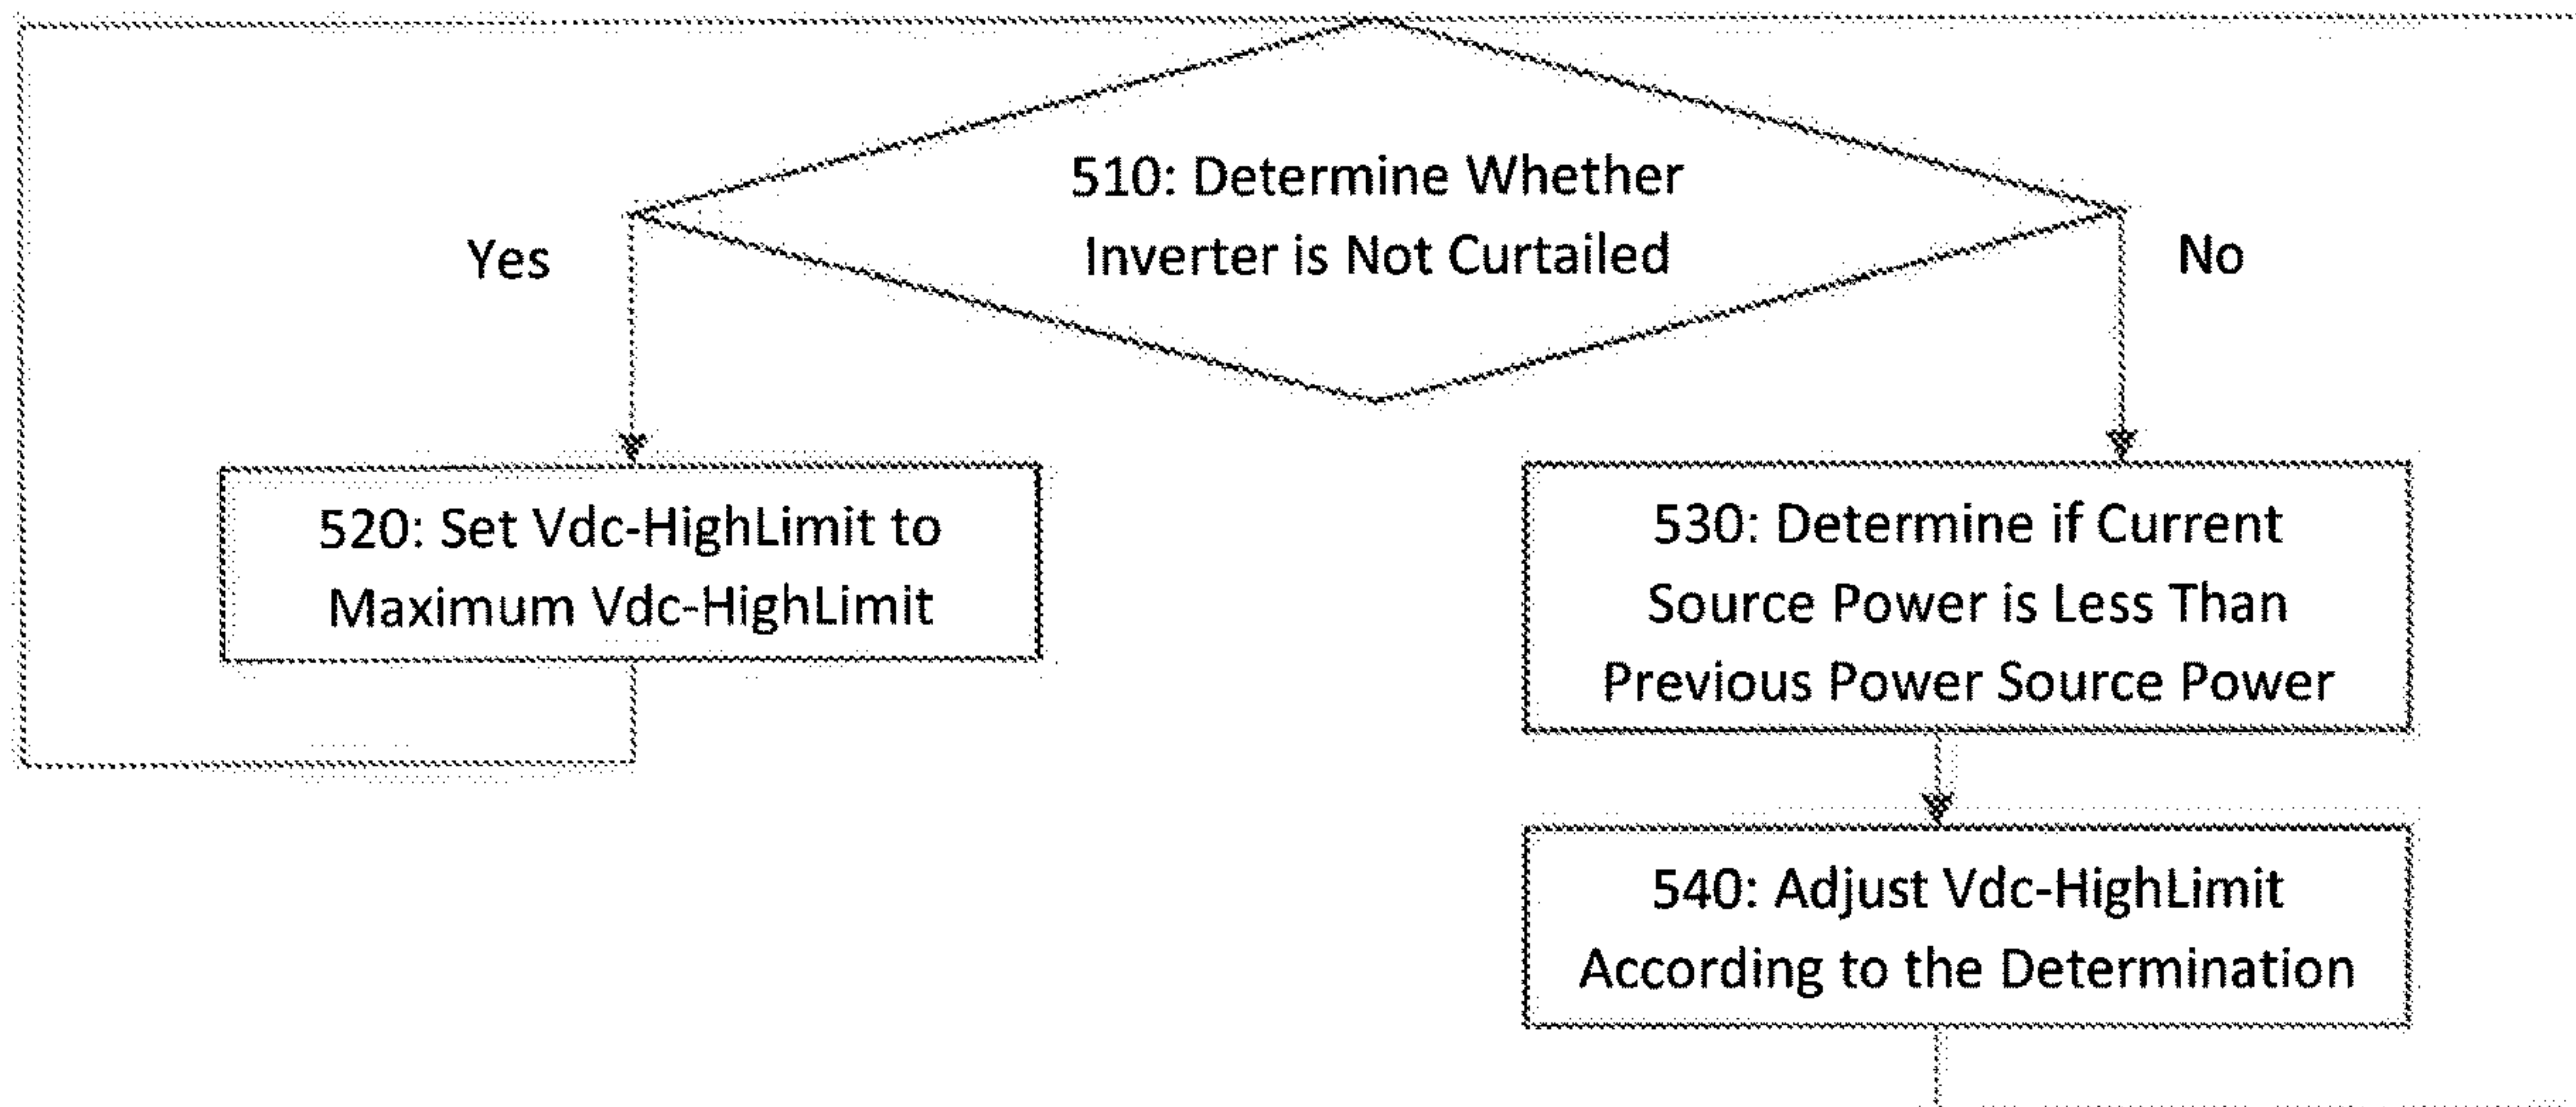 510: Determine Whether
Inverter is Not Curtailed
Yes
No
520: Set Vdc-HighLimit to
Maximum Vdc-HighLimit
530: Determine if Current
Source Power is Less Than
Previous Power Source Power
540: Adjust Vdc-HighLimit
According to the Determination